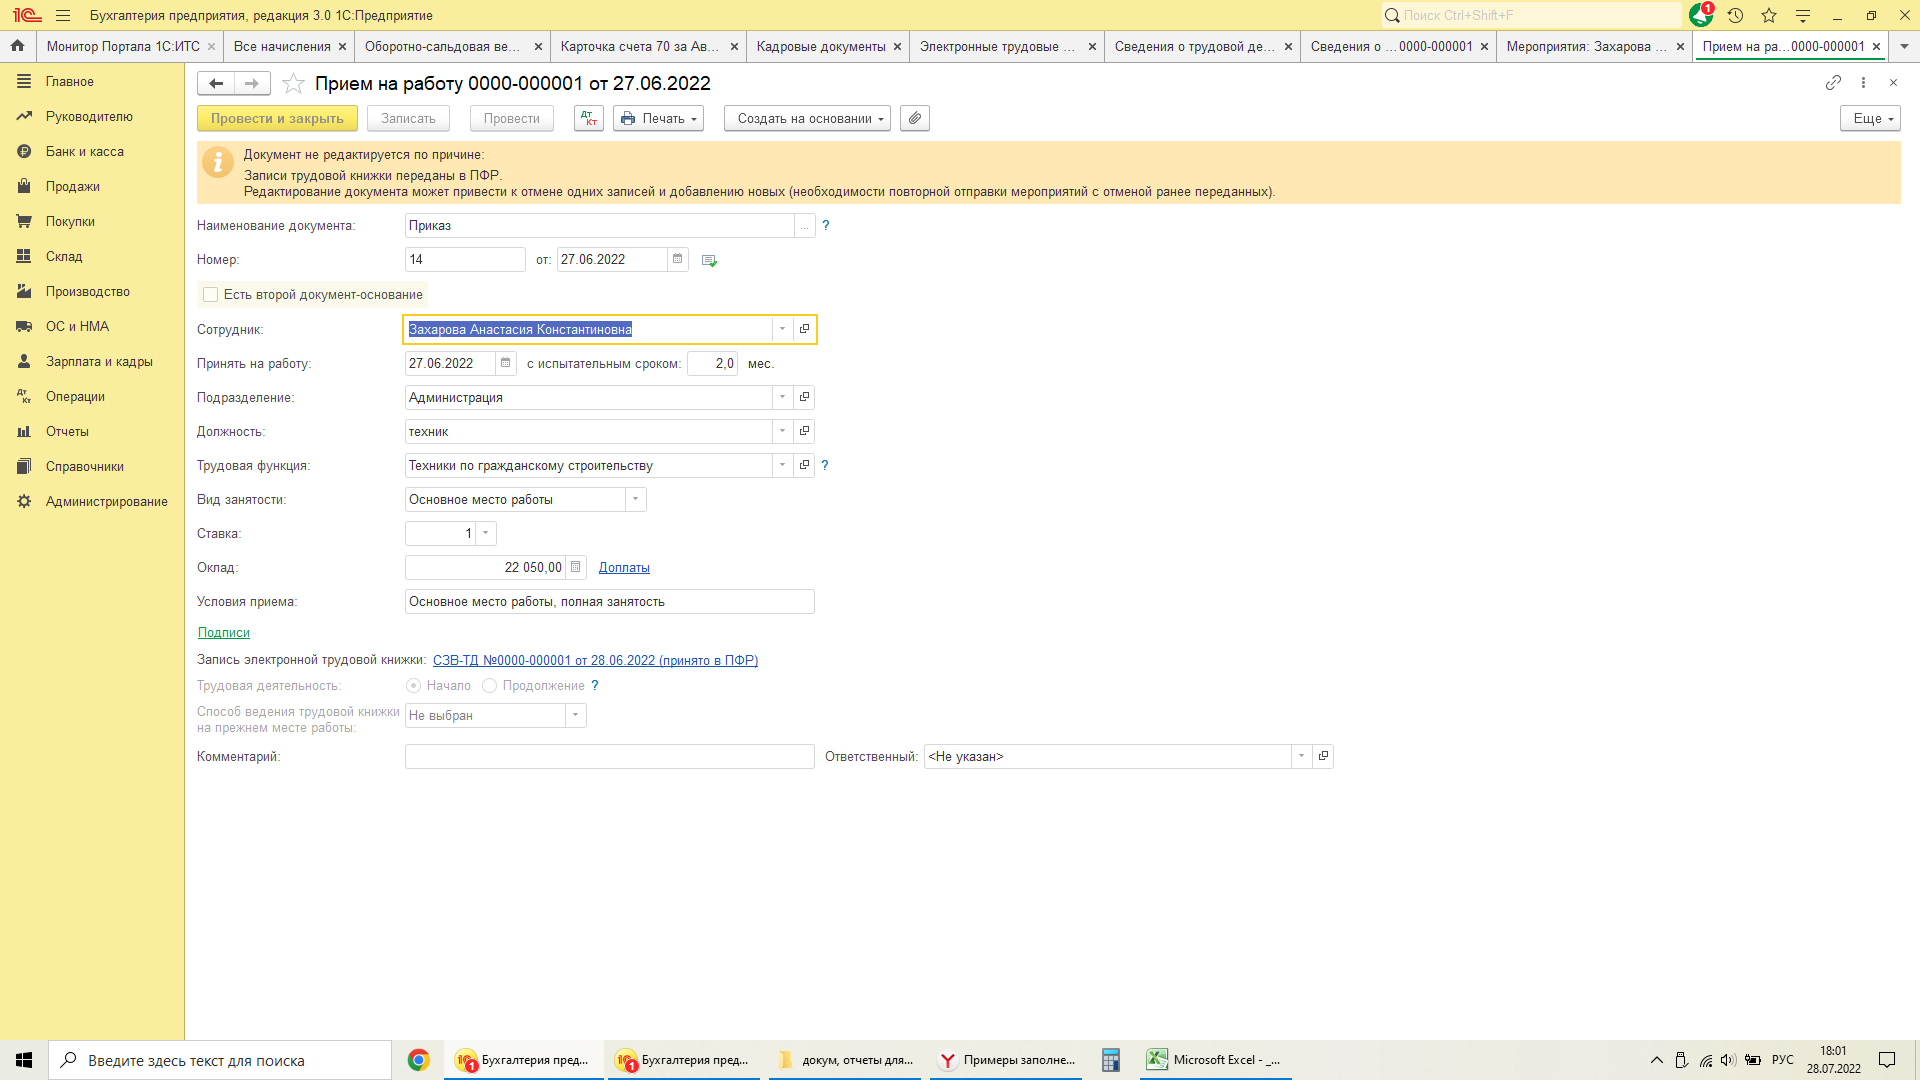 Бухгалтерия предприятия, редакция 3.0 1С:Предприятие
Поиск Ctrl+Shift+F
1
Монитор Портала 1С:ИТС
Все начисления
Оборотно-сальдовая ве...
Карточка счета 70 за Ав...
Кадровые документы
Электронные трудовые ...
Сведения о трудовой де...
Сведения о ...0000-000001
Мероприятия: Захарова ...
Прием на ра...0000-000001
Главное
Руководителю
Банк и касса
Продажи
Покупки
Склад
Производство
ОС и НМА
Зарплата и кадры
Операции
Отчеты
Справочники
Администрирование
Прием на работу 0000-000001 от 27.06.2022
Провести и закрыть
Записать
Провести
Дт Кт
Печать
Создать на основании
Еще
Документ не редактируется по причине:
Записи трудовой книжки переданы в ПФР.
Редактирование документа может привести к отмене одних записей и добавлению новых (необходимости повторной отправки мероприятий с отменой ранее переданных).
Наименование документа: Приказ ... ?
Номер: 14 от: 27.06.2022
Есть второй документ-основание
Сотрудник: Захарова Анастасия Константиновна
Принять на работу: 27.06.2022 с испытательным сроком: 2,0 мес.
Подразделение: Администрация
Должность: техник
Трудовая функция: Техники по гражданскому строительству ?
Вид занятости: Основное место работы
Ставка: 1
Оклад: 22 050,00 Доплаты
Условия приема: Основное место работы, полная занятость
Подписи
Запись электронной трудовой книжки: СЗВ-ТД №0000-000001 от 28.06.2022 (принято в ПФР)
Трудовая деятельность: Начало Продолжение ?
Способ ведения трудовой книжки
на прежнем месте работы: Не выбран
Комментарий:
Ответственный: <Не указан>
Введите здесь текст для поиска
Бухгалтерия пред...
Бухгалтерия пред...
докум, отчеты для...
Примеры заполне...
Microsoft Excel - _...
РУС
18:01
28.07.2022